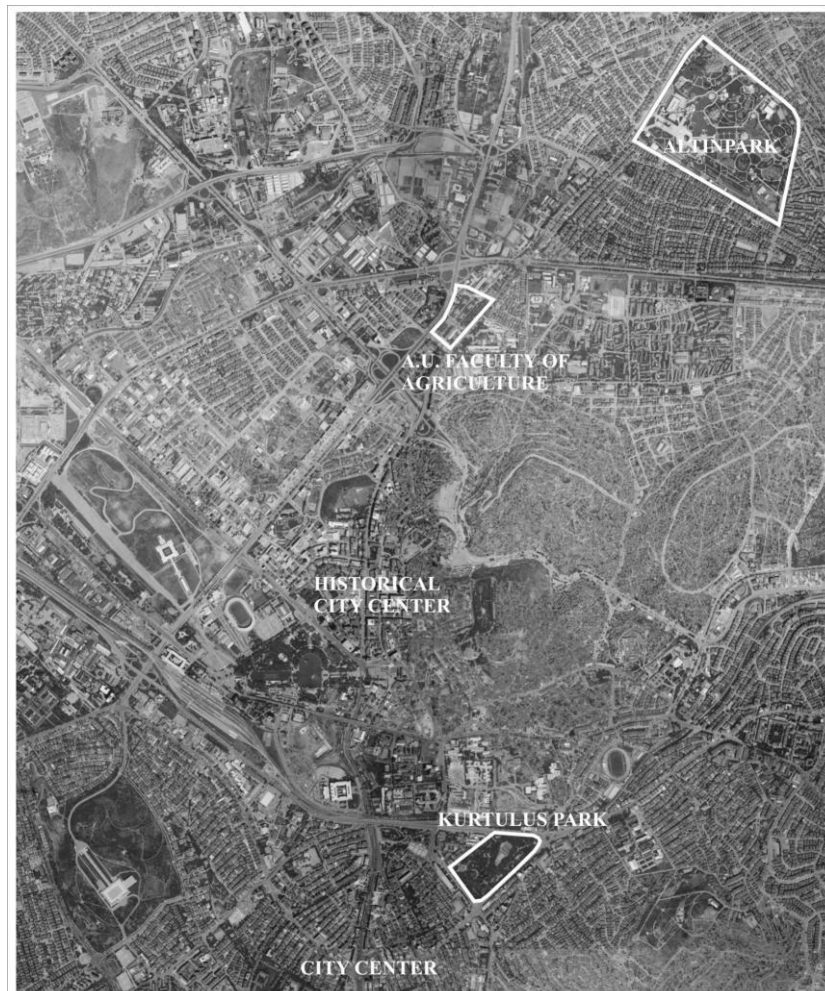 ALTINPARK
A.U. FACULTY OF
AGRICULTURE
HISTORICAL
CITY CENTER
KURTULUS PARK
CITY CENTER